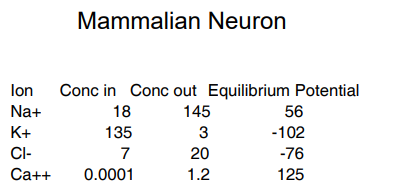 Mammalian Neuron
Ion Conc in Conc out Equilibrium Potential
Na+ 18 145 56
K+ 135 3 -102
Cl- 7 20 -76
Ca++ 0.0001 1.2 125